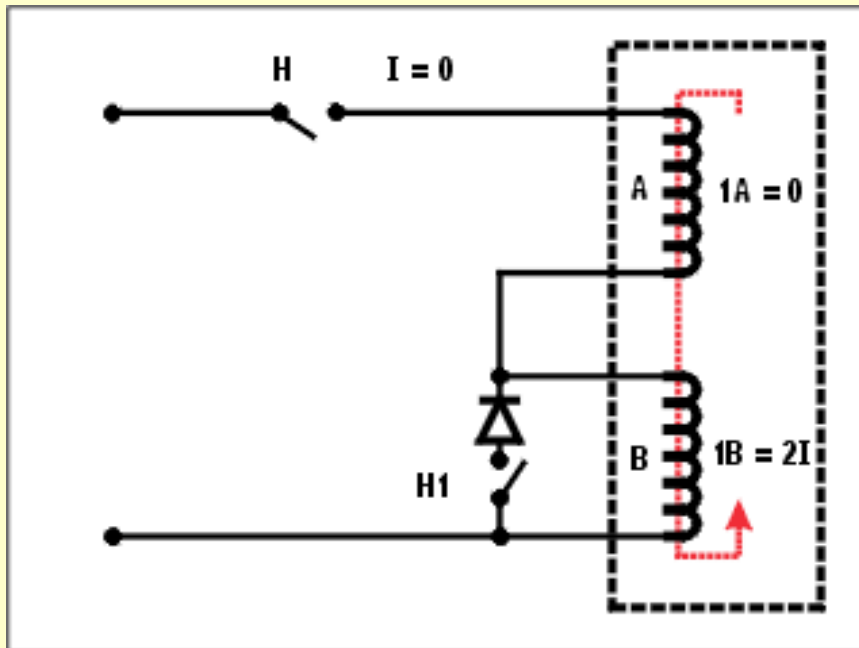 H
I = 0
A
1A = 0
B
1B = 2I
H1